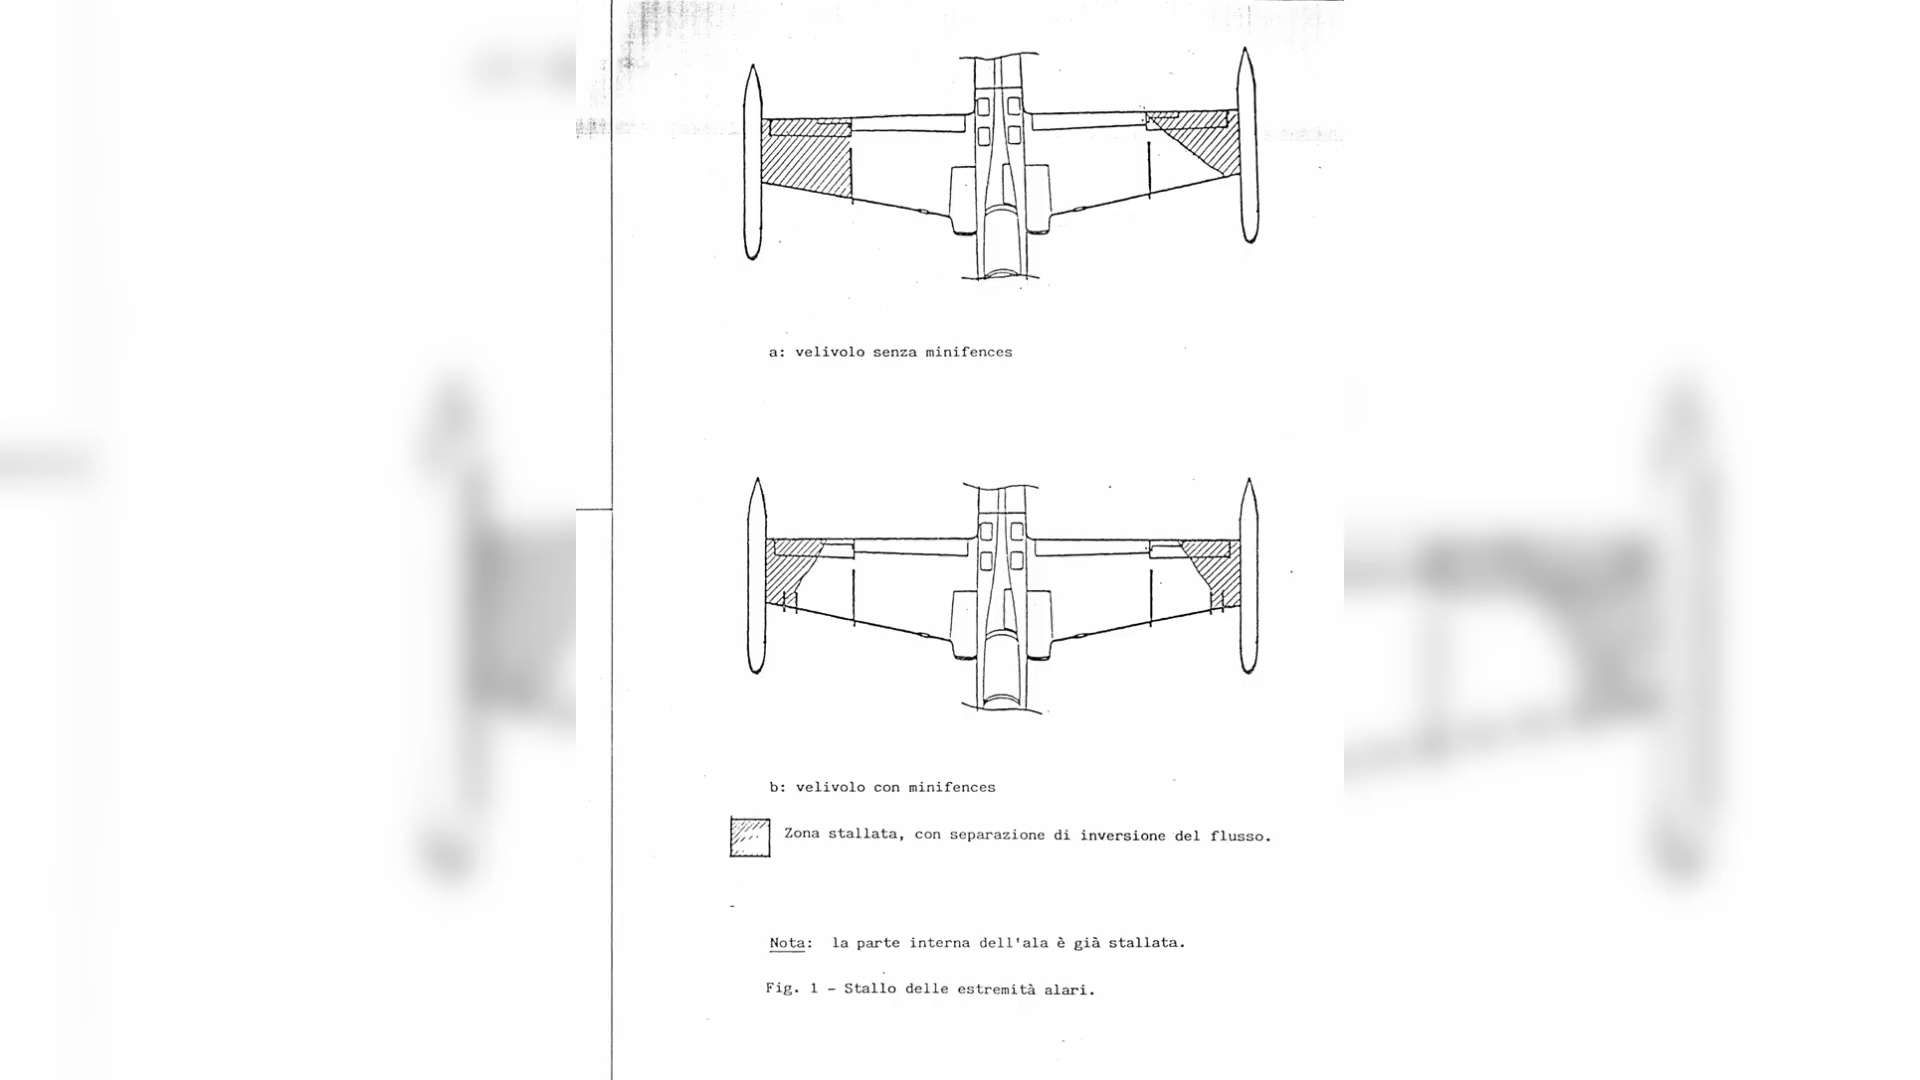 a: velivolo senza minifences
b: velivolo con minifences
Zona stallata, con separazione di inversione del flusso.
Nota: la parte interna dell'ala è già stallata.
Fig. 1 - Stallo delle estremità alari.